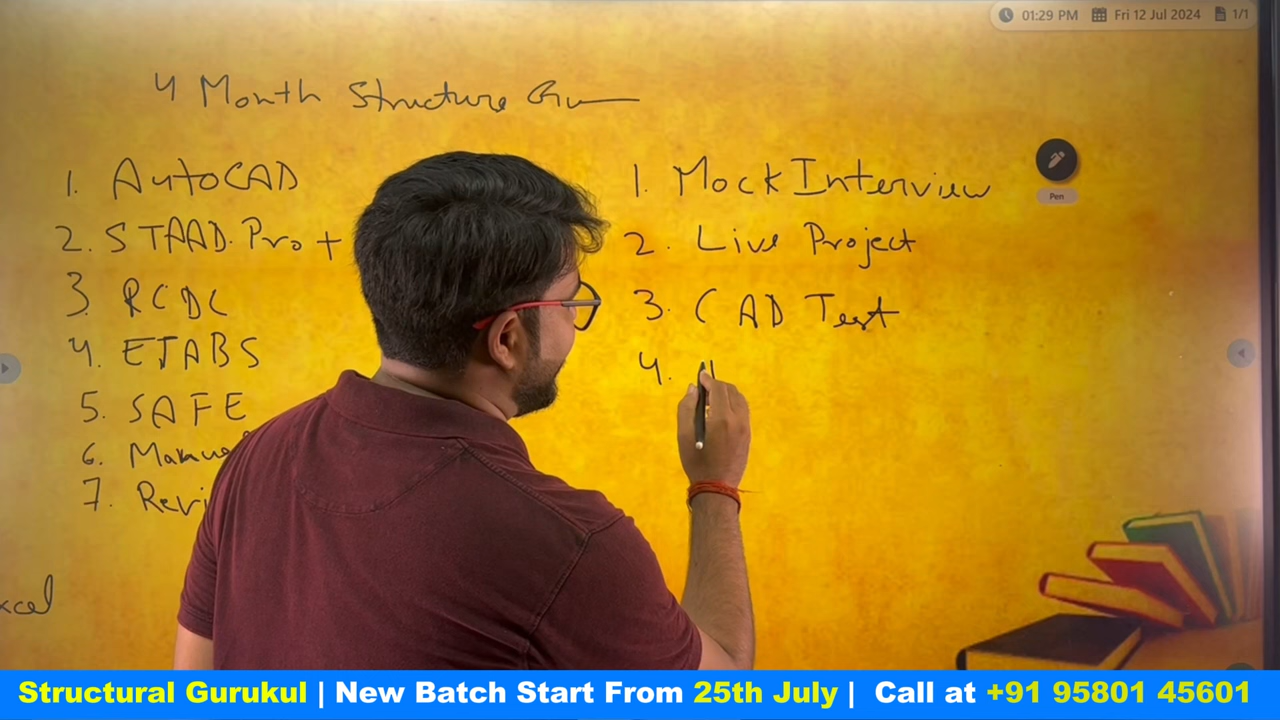 01:29 PM Fri 12 Jul 2024 1/1
4 Month Structure
1. AutoCAD
2. STAAD.Pro +
3. RCDC
4. ETABS
5. SAFE
6.
7.
1. Mock Interview
2. Live Project
3. CAD Test
4.
Pen
Structural Gurukul | New Batch Start From 25th July | Call at +91 95801 45601